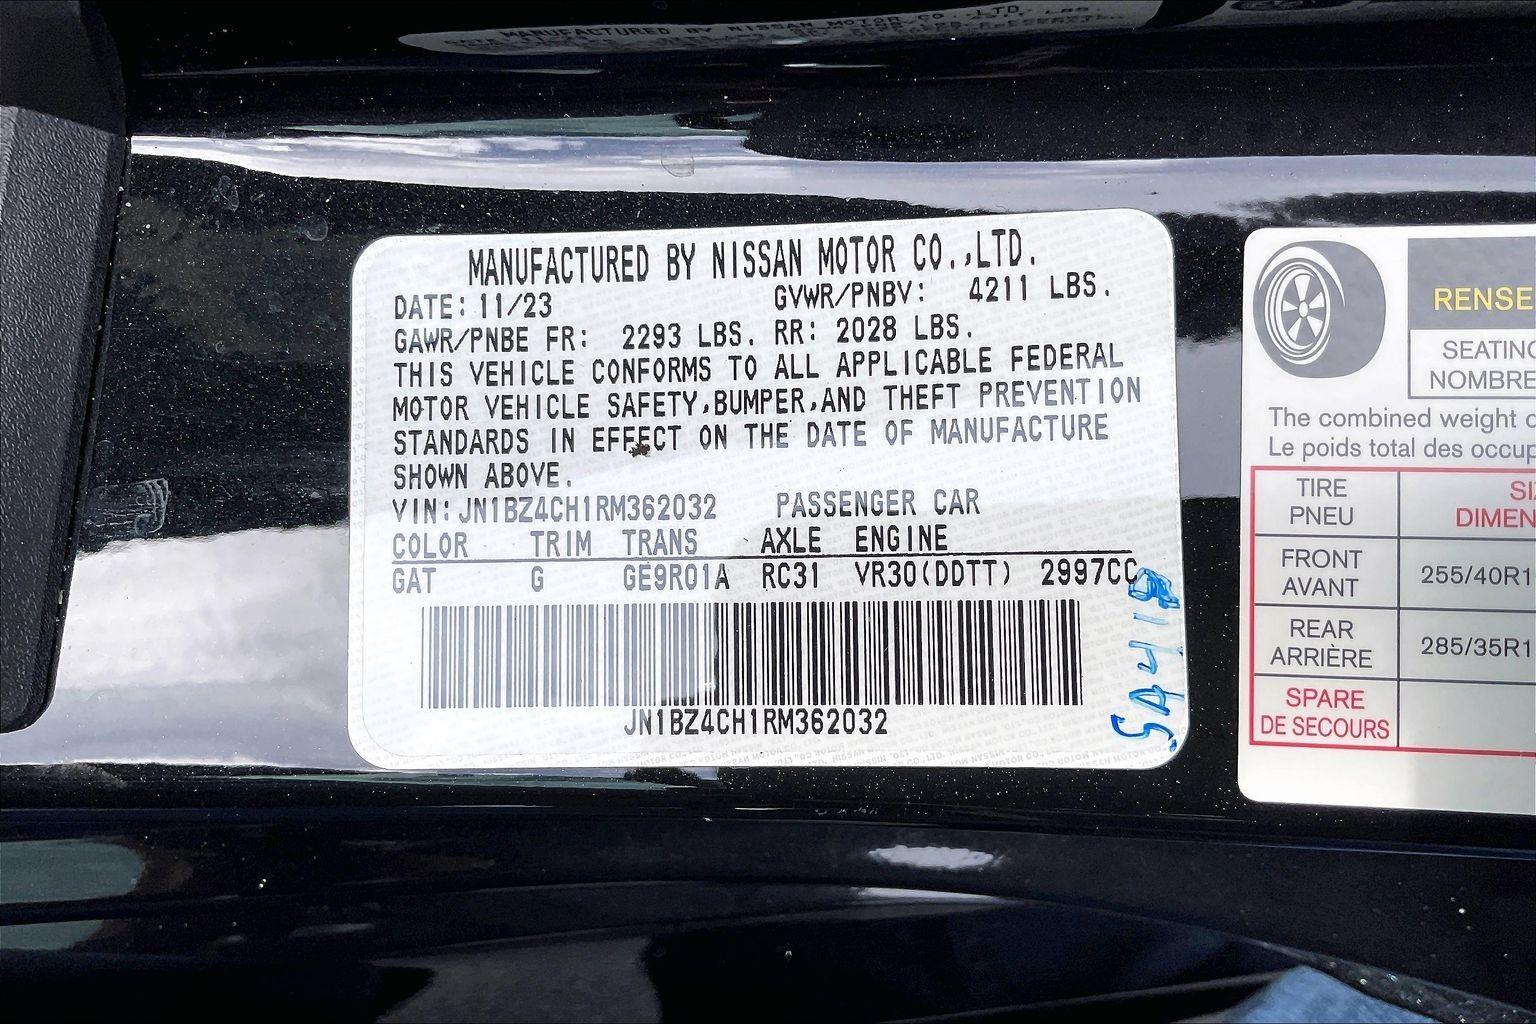 MANUFACTURED BY NISSAN MOTOR CO.,LTD.
DATE: 11/23 GVWR/PNBV: 4211 LBS.
GAWR/PNBE FR: 2293 LBS. RR: 2028 LBS.
THIS VEHICLE CONFORMS TO ALL APPLICABLE FEDERAL
MOTOR VEHICLE SAFETY,BUMPER,AND THEFT PREVENTION
STANDARDS IN EFFECT ON THE DATE OF MANUFACTURE
SHOWN ABOVE.
VIN:JN1BZ4CH1RM362032 PASSENGER CAR
COLOR TRIM TRANS AXLE ENGINE
GAT G GE9R01A RC31 VR30(DDTT) 2997CC
JN1BZ4CH1RM362032
RENSE
SEATING
NOMBRE
The combined weight
Le poids total des occup
TIRE
PNEU
SI
DIMEN
FRONT
AVANT
255/40R1
REAR
ARRIÈRE
285/35R1
SPARE
DE SECOURS